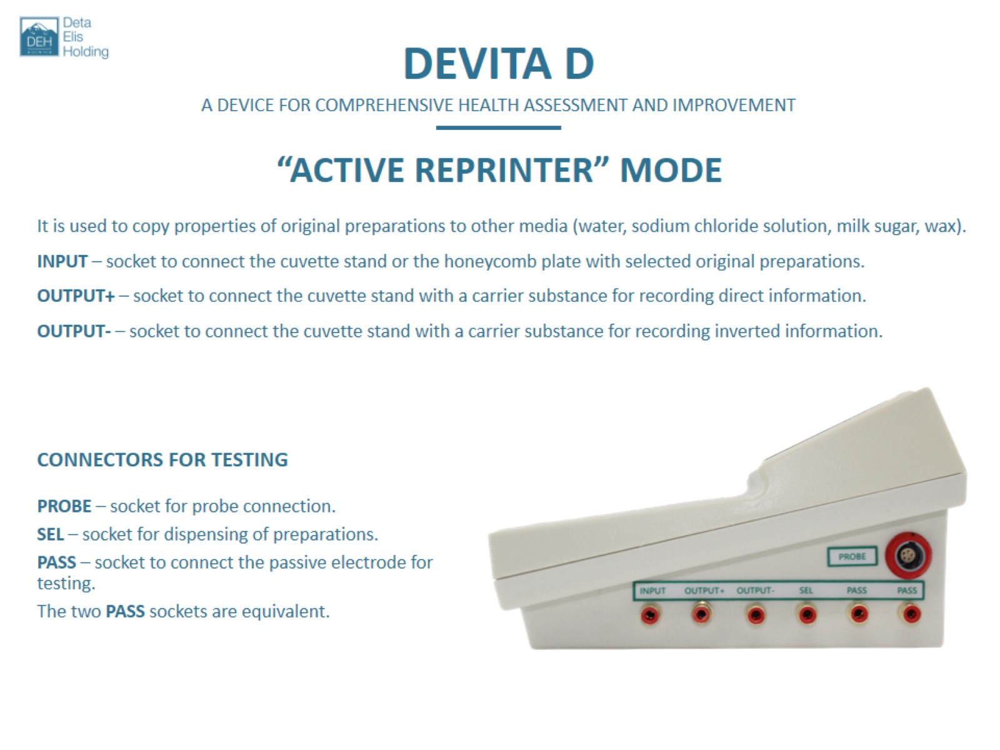 Deta
Elis
Holding
DEH
DEVITA D
A DEVICE FOR COMPREHENSIVE HEALTH ASSESSMENT AND IMPROVEMENT
“ACTIVE REPRINTER” MODE
It is used to copy properties of original preparations to other media (water, sodium chloride solution, milk sugar, wax).
INPUT – socket to connect the cuvette stand or the honeycomb plate with selected original preparations.
OUTPUT+ – socket to connect the cuvette stand with a carrier substance for recording direct information.
OUTPUT- – socket to connect the cuvette stand with a carrier substance for recording inverted information.
CONNECTORS FOR TESTING
PROBE – socket for probe connection.
SEL – socket for dispensing of preparations.
PASS – socket to connect the passive electrode for
testing.
The two PASS sockets are equivalent.
PROBE
INPUT OUTPUT+ OUTPUT- SEL PASS PASS